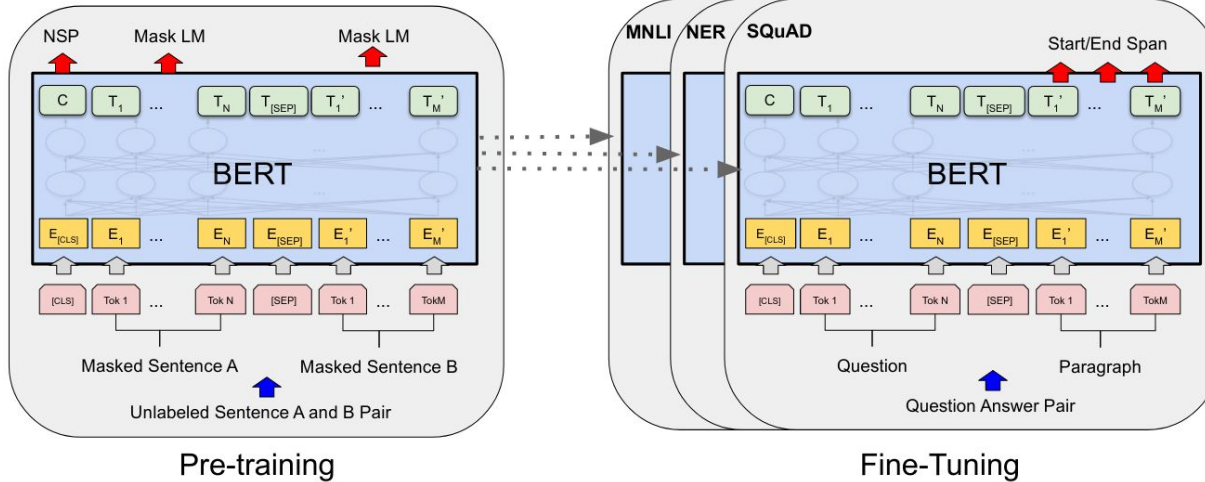 NSP Mask LM Mask LM
C T1 ... TN T[SEP] T1' ... TM'
...
BERT
...
E[CLS] E1 ... EN E[SEP] E1' ... EM'
[CLS] Tok 1 ... Tok N [SEP] Tok 1 ... TokM
Masked Sentence A Masked Sentence B
Unlabeled Sentence A and B Pair
Pre-training
MNLI NER SQuAD
Start/End Span
C T1 ... TN T[SEP] T1' ... TM'
...
BERT
...
E[CLS] E1 ... EN E[SEP] E1' ... EM'
[CLS] Tok 1 ... Tok N [SEP] Tok 1 ... TokM
Question Paragraph
Question Answer Pair
Fine-Tuning